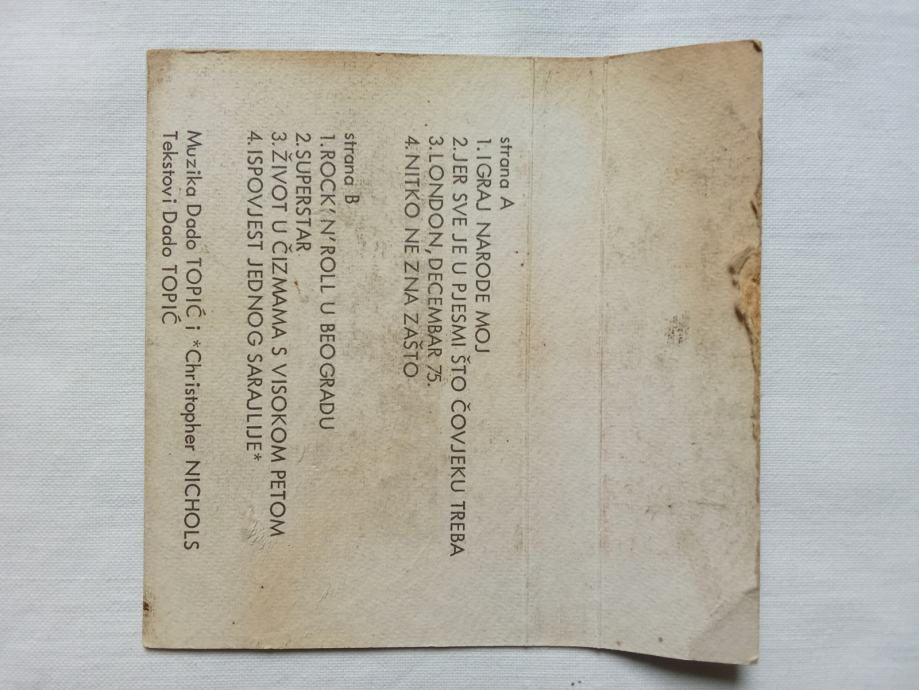 strana A
1. IGRAJ NARODE MOJ
2. JER SVE JE U PJESMI ŠTO ČOVJEKU TREBA
3. LONDON, DECEMBAR 75.
4. NITKO NE ZNA ZAŠTO
strana B
1. ROCK'N'ROLL U BEOGRADU
2. SUPERSTAR
3. ŽIVOT U ČIZMAMA S VISOKOM PETOM
4. ISPOVJEST JEDNOG SARAJLIJE*
Muzika Dado TOPIĆ i *Christopher NICHOLS
Tekstovi Dado TOPIĆ